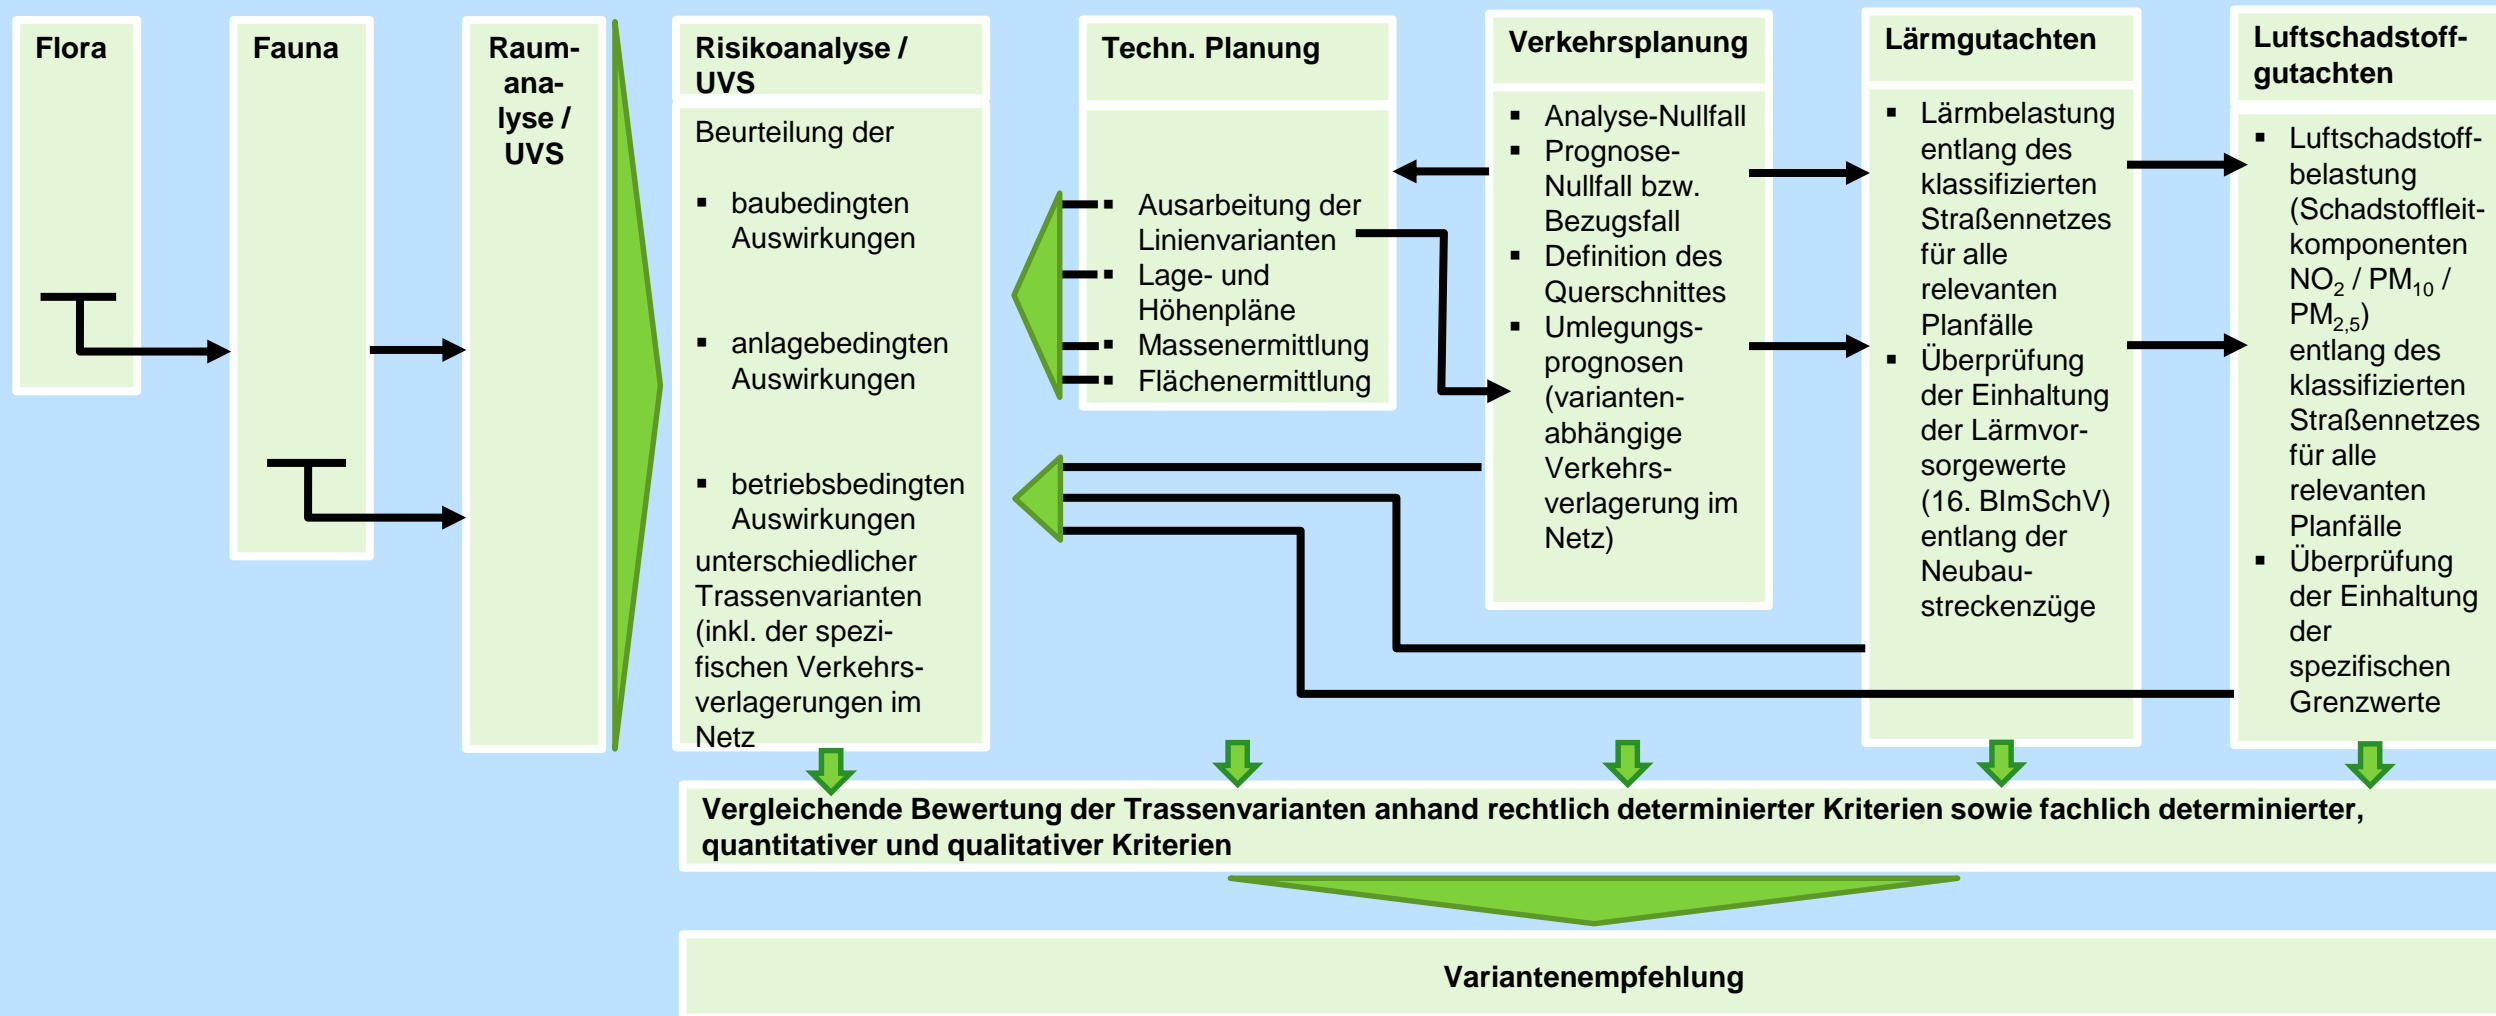 Flora
Fauna
Raum-
ana-
lyse /
UVS
Risikoanalyse /
UVS
Beurteilung der
▪ baubedingten
Auswirkungen
▪ anlagebedingten
Auswirkungen
▪ betriebsbedingten
Auswirkungen
unterschiedlicher
Trassenvarianten
(inkl. der spezi-
fischen Verkehrs-
verlagerungen im
Netz
Techn. Planung
▪ Ausarbeitung der
Linienvarianten
▪ Lage- und
Höhenpläne
▪ Massenermittlung
▪ Flächenermittlung
Verkehrsplanung
▪ Analyse-Nullfall
▪ Prognose-
Nullfall bzw.
Bezugsfall
▪ Definition des
Querschnittes
▪ Umlegungs-
prognosen
(varianten-
abhängige
Verkehrs-
verlagerung im
Netz)
Lärmgutachten
▪ Lärmbelastung
entlang des
klassifizierten
Straßennetzes
für alle
relevanten
Planfälle
▪ Überprüfung
der Einhaltung
der Lärmvor-
sorgewerte
(16. BImSchV)
entlang der
Neubau-
streckenzüge
Luftschadstoff-
gutachten
▪ Luftschadstoff-
belastung
(Schadstoffleit-
komponenten
NO₂ / PM₁₀ /
PM₂,₅)
entlang des
klassifizierten
Straßennetzes
für alle
relevanten
Planfälle
▪ Überprüfung
der Einhaltung
der
spezifischen
Grenzwerte
Vergleichende Bewertung der Trassenvarianten anhand rechtlich determinierter Kriterien sowie fachlich determinierter,
quantitativer und qualitativer Kriterien
Variantenempfehlung